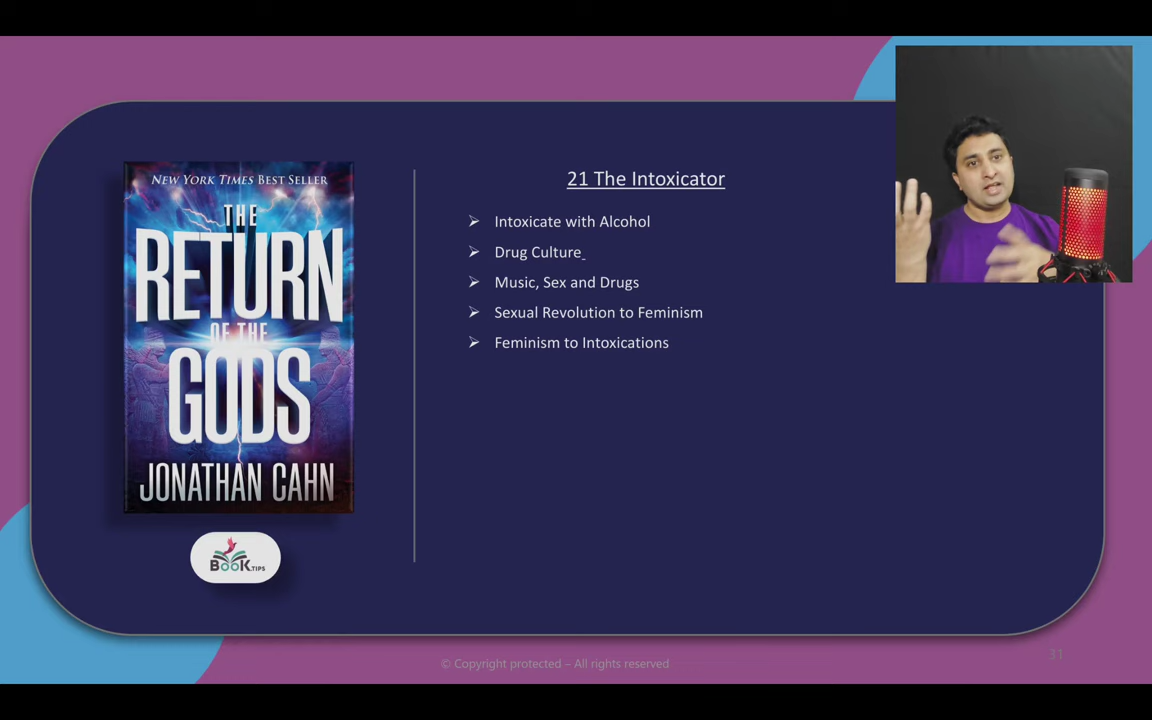 NEW YORK TIMES BEST SELLER
THE
RETURN
OF THE
GODS
JONATHAN CAHN
BOOK.TIPS
21 The Intoxicator
➢ Intoxicate with Alcohol
➢ Drug Culture
➢ Music, Sex and Drugs
➢ Sexual Revolution to Feminism
➢ Feminism to Intoxications
© Copyright protected – All rights reserved
31